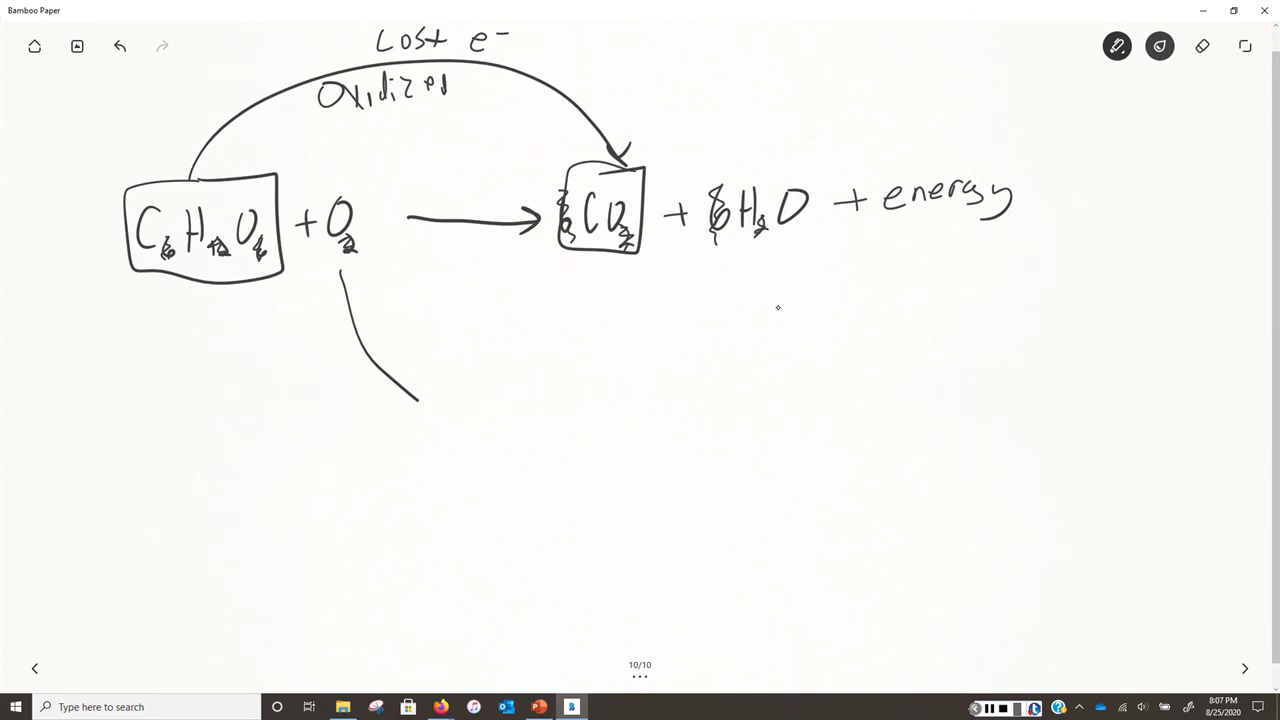 Bamboo Paper
Lost e-
Oxidized
C6H12O6 + O2 → 6CO2 + 6H2O + energy
10/10
Type here to search
8:07 PM
8/25/2020